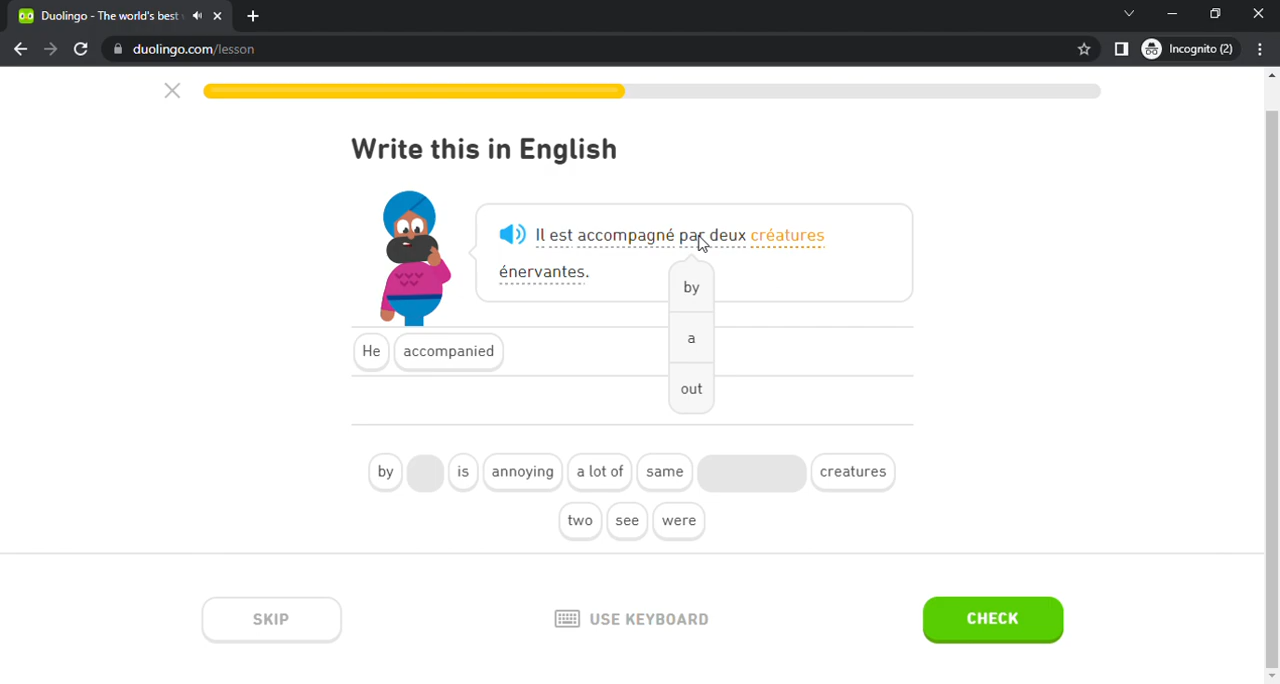 Duolingo - The world's best
duolingo.com/lesson
Incognito (2)
Write this in English
Il est accompagné par deux créatures
énervantes.
by
a
out
He accompanied
by is annoying a lot of same creatures
two see were
SKIP
USE KEYBOARD
CHECK